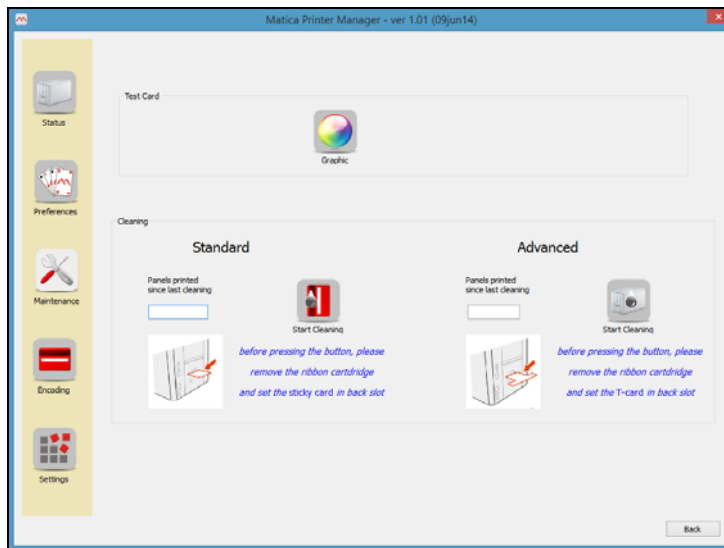 Matica Printer Manager - ver 1.01 (09jun14)
Status
Preferences
Maintenance
Encoding
Settings
Test Card
Graphic
Cleaning
Standard
Panels printed
since last cleaning
Start Cleaning
before pressing the button, please
remove the ribbon cartdridge
and set the sticky card in back slot
Advanced
Panels printed
since last cleaning
Start Cleaning
before pressing the button, please
remove the ribbon cartdridge
and set the T-card in back slot
Back